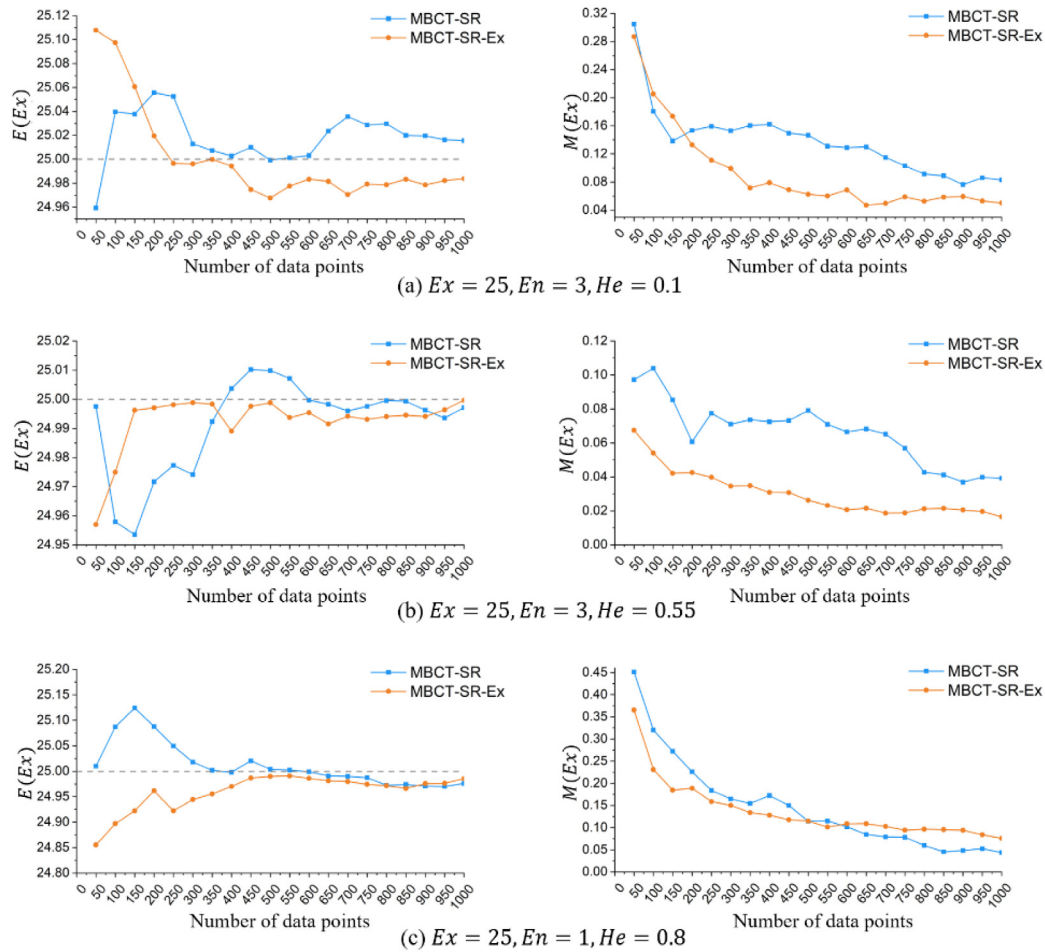 25.12
25.10
25.08
25.06
25.04
25.02
25.00
24.98
24.96
E(Ex)
MBCT-SR
MBCT-SR-Ex
0 50 100 150 200 250 300 350 400 450 500 550 600 650 700 750 800 850 900 950 1000
Number of data points
0.32
0.28
0.24
0.20
0.16
0.12
0.08
0.04
M(Ex)
MBCT-SR
MBCT-SR-Ex
0 50 100 150 200 250 300 350 400 450 500 550 600 650 700 750 800 850 900 950 1000
Number of data points
(a) Ex = 25, En = 3, He = 0.1
25.02
25.01
25.00
24.99
24.98
24.97
24.96
24.95
E(Ex)
MBCT-SR
MBCT-SR-Ex
0 50 100 150 200 250 300 350 400 450 500 550 600 650 700 750 800 850 900 950 1000
Number of data points
0.12
0.10
0.08
0.06
0.04
0.02
0.00
M(Ex)
MBCT-SR
MBCT-SR-Ex
0 50 100 150 200 250 300 350 400 450 500 550 600 650 700 750 800 850 900 950 1000
Number of data points
(b) Ex = 25, En = 3, He = 0.55
25.20
25.15
25.10
25.05
25.00
24.95
24.90
24.85
24.80
E(Ex)
MBCT-SR
MBCT-SR-Ex
0 50 100 150 200 250 300 350 400 450 500 550 600 650 700 750 800 850 900 950 1000
Number of data points
0.45
0.40
0.35
0.30
0.25
0.20
0.15
0.10
0.05
0.00
M(Ex)
MBCT-SR
MBCT-SR-Ex
0 50 100 150 200 250 300 350 400 450 500 550 600 650 700 750 800 850 900 950 1000
Number of data points
(c) Ex = 25, En = 1, He = 0.8